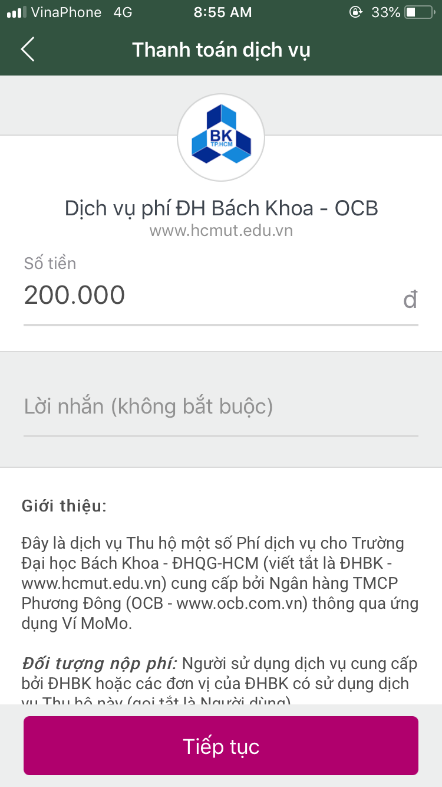 VinaPhone 4G 8:55 AM 33%
Thanh toán dịch vụ
BK
TP.HCM
Dịch vụ phí ĐH Bách Khoa - OCB
www.hcmut.edu.vn
Số tiền
200.000 đ
Lời nhắn (không bắt buộc)
Giới thiệu:
Đây là dịch vụ Thu hộ một số Phí dịch vụ cho Trường
Đại học Bách Khoa - ĐHQG-HCM (viết tắt là ĐHBK -
www.hcmut.edu.vn) cung cấp bởi Ngân hàng TMCP
Phương Đông (OCB - www.ocb.com.vn) thông qua ứng
dụng Ví MoMo.
Đối tượng nộp phí: Người sử dụng dịch vụ cung cấp
bởi ĐHBK hoặc các đơn vị của ĐHBK có sử dụng dịch
vụ Thu hộ này (gọi tắt là Người dùng)
Tiếp tục